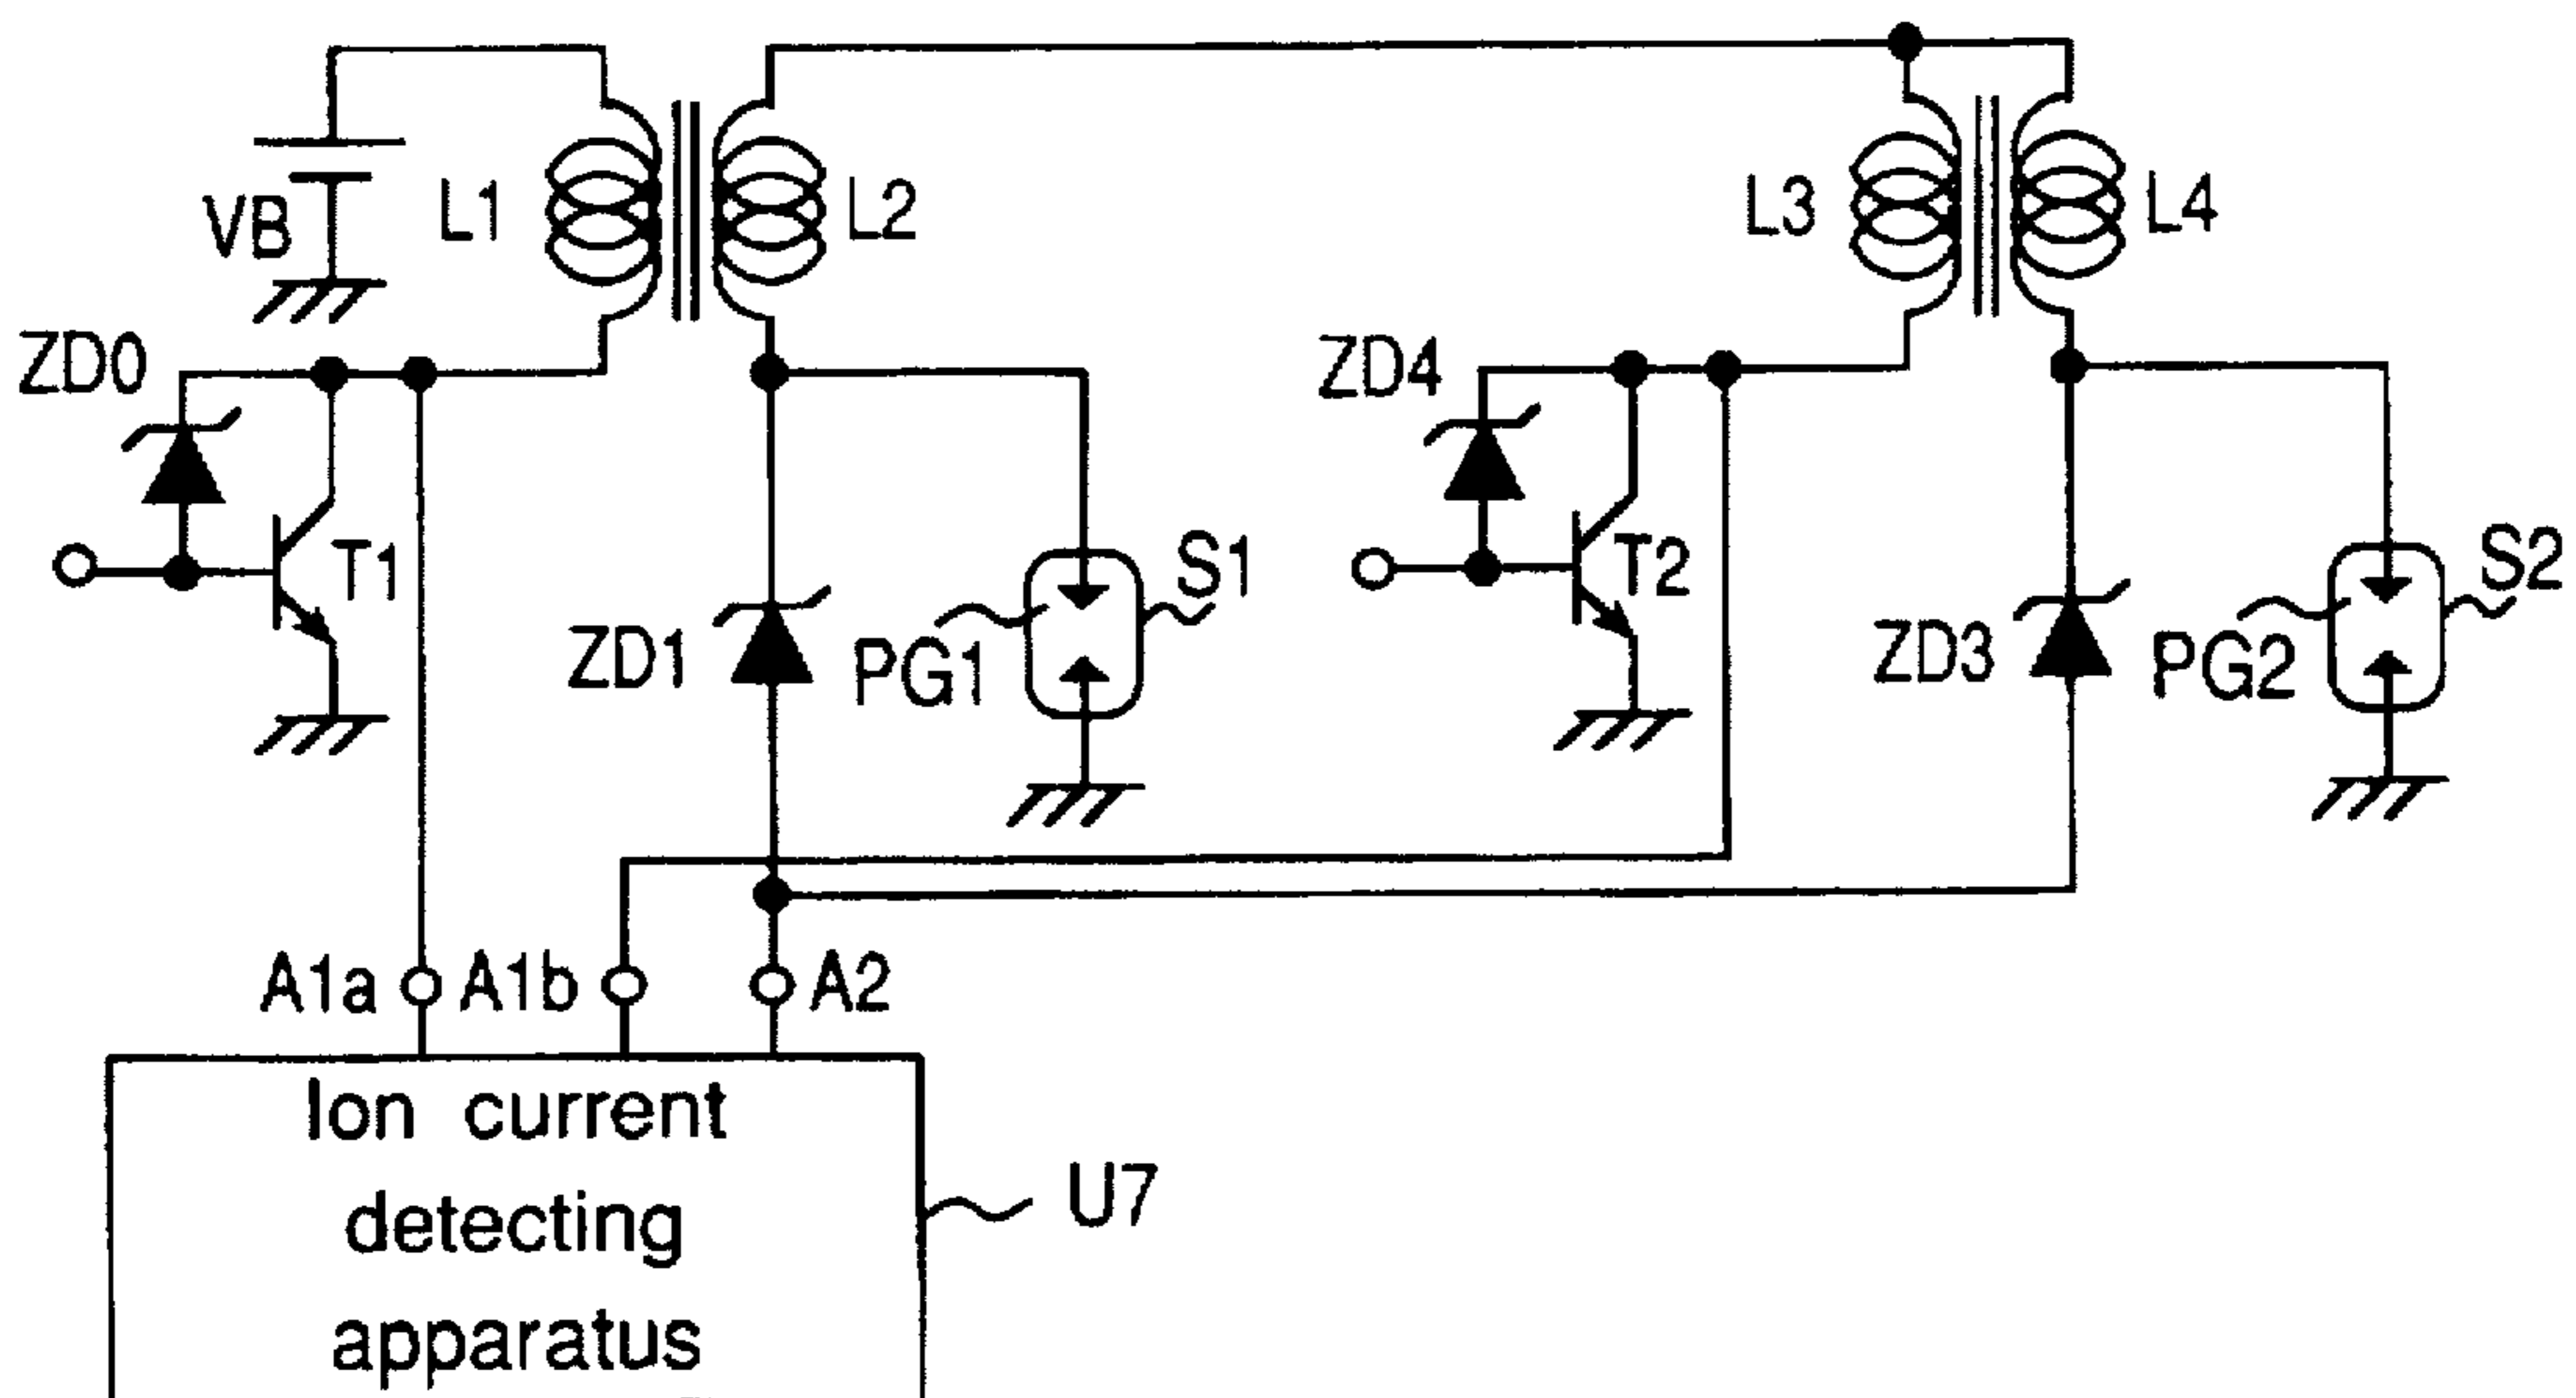 VB
L1
L2
L3
L4
ZD0
ZD4
T1
S1
T2
S2
ZD1
PG1
ZD3
PG2
A1a
A1b
A2
Ion current
detecting
apparatus
U7